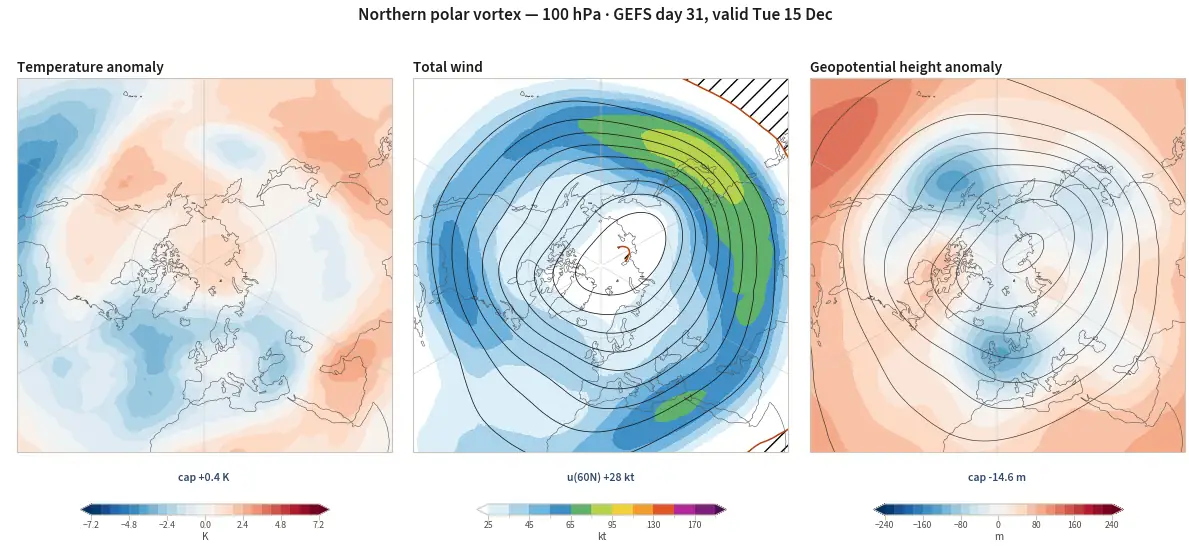 Northern polar vortex — 100 hPa · GEFS day 31, valid Tue 15 Dec
Temperature anomaly
Total wind
Geopotential height anomaly
cap +0.4 K
u(60N) +28 kt
cap -14.6 m
−7.2 −4.8 −2.4 0.0 2.4 4.8 7.2
K
25 45 65 95 130 170
kt
−240 −160 −80 0 80 160 240
m